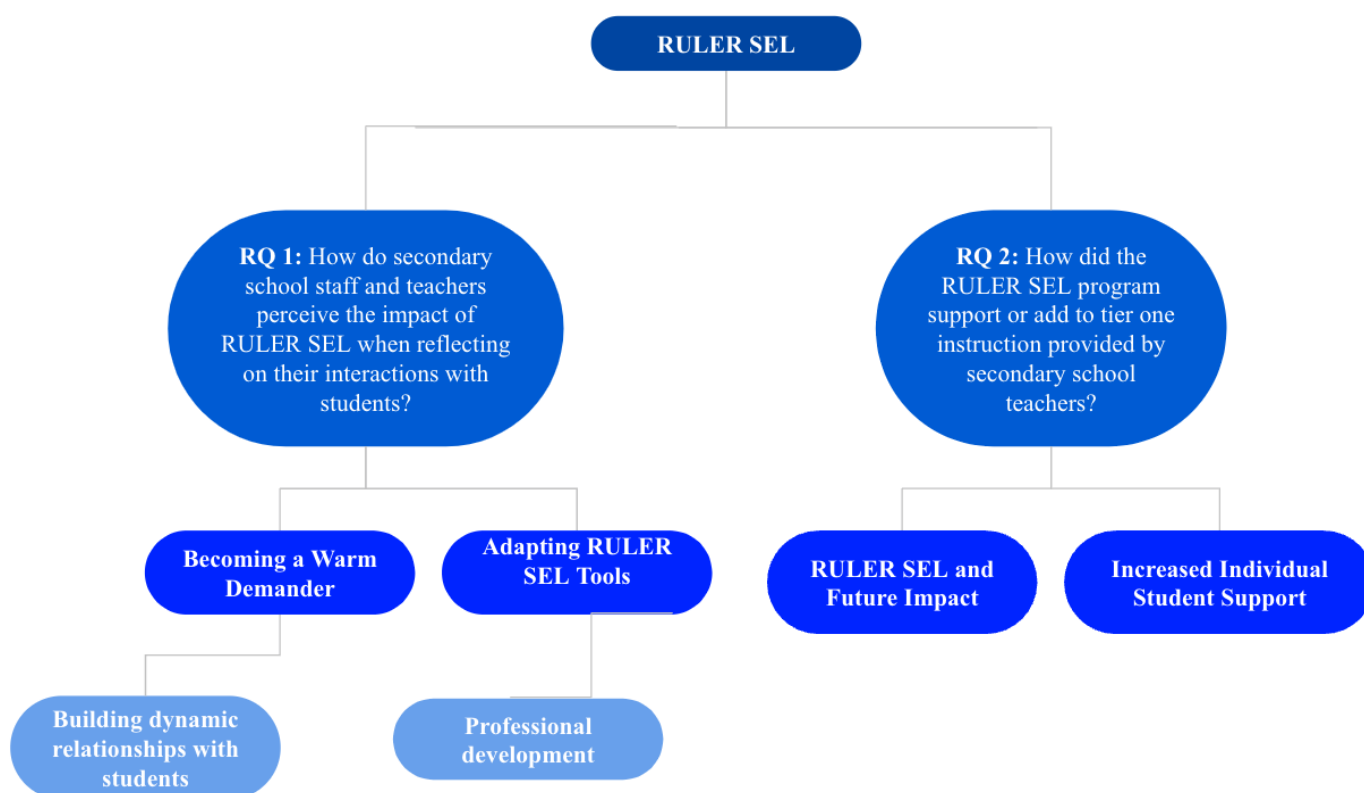 RULER SEL
RQ 1: How do secondary
school staff and teachers
perceive the impact of
RULER SEL when reflecting
on their interactions with
students?
RQ 2: How did the
RULER SEL program
support or add to tier one
instruction provided by
secondary school
teachers?
Becoming a Warm
Demander
Adapting RULER
SEL Tools
RULER SEL and
Future Impact
Increased Individual
Student Support
Building dynamic
relationships with
students
Professional
development